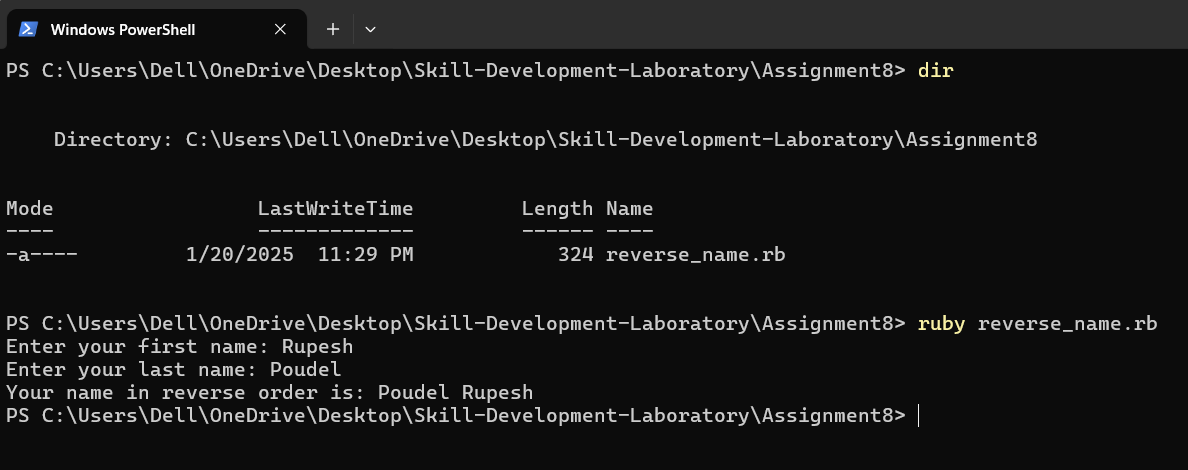 Windows PowerShell
PS C:\Users\Dell\OneDrive\Desktop\Skill-Development-Laboratory\Assignment8> dir
Directory: C:\Users\Dell\OneDrive\Desktop\Skill-Development-Laboratory\Assignment8
Mode                 LastWriteTime         Length Name
----                 -------------         ------ ----
-a----         1/20/2025  11:29 PM            324 reverse_name.rb
PS C:\Users\Dell\OneDrive\Desktop\Skill-Development-Laboratory\Assignment8> ruby reverse_name.rb
Enter your first name: Rupesh
Enter your last name: Poudel
Your name in reverse order is: Poudel Rupesh
PS C:\Users\Dell\OneDrive\Desktop\Skill-Development-Laboratory\Assignment8>